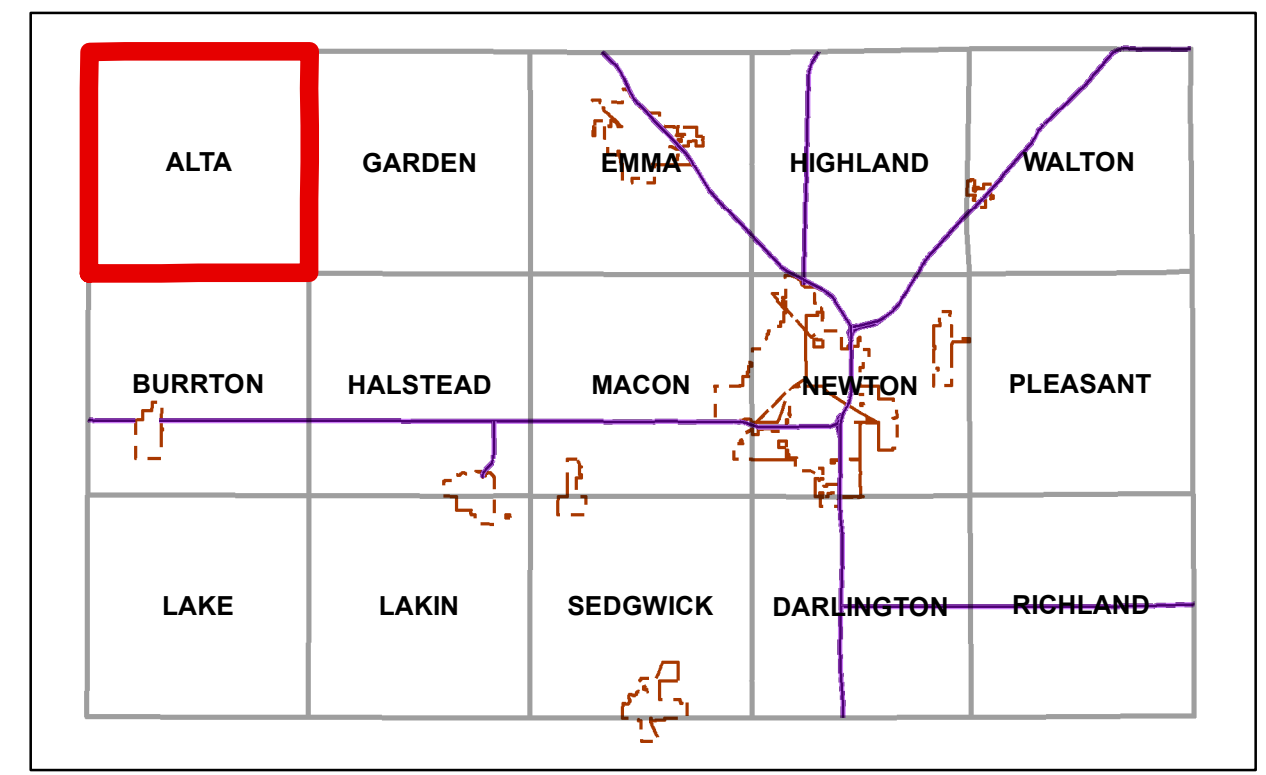 ALTA
GARDEN
EMMA
HIGHLAND
WALTON
BURRTON
HALSTEAD
MACON
NEWTON
PLEASANT
LAKE
LAKIN
SEDGWICK
DARLINGTON
RICHLAND